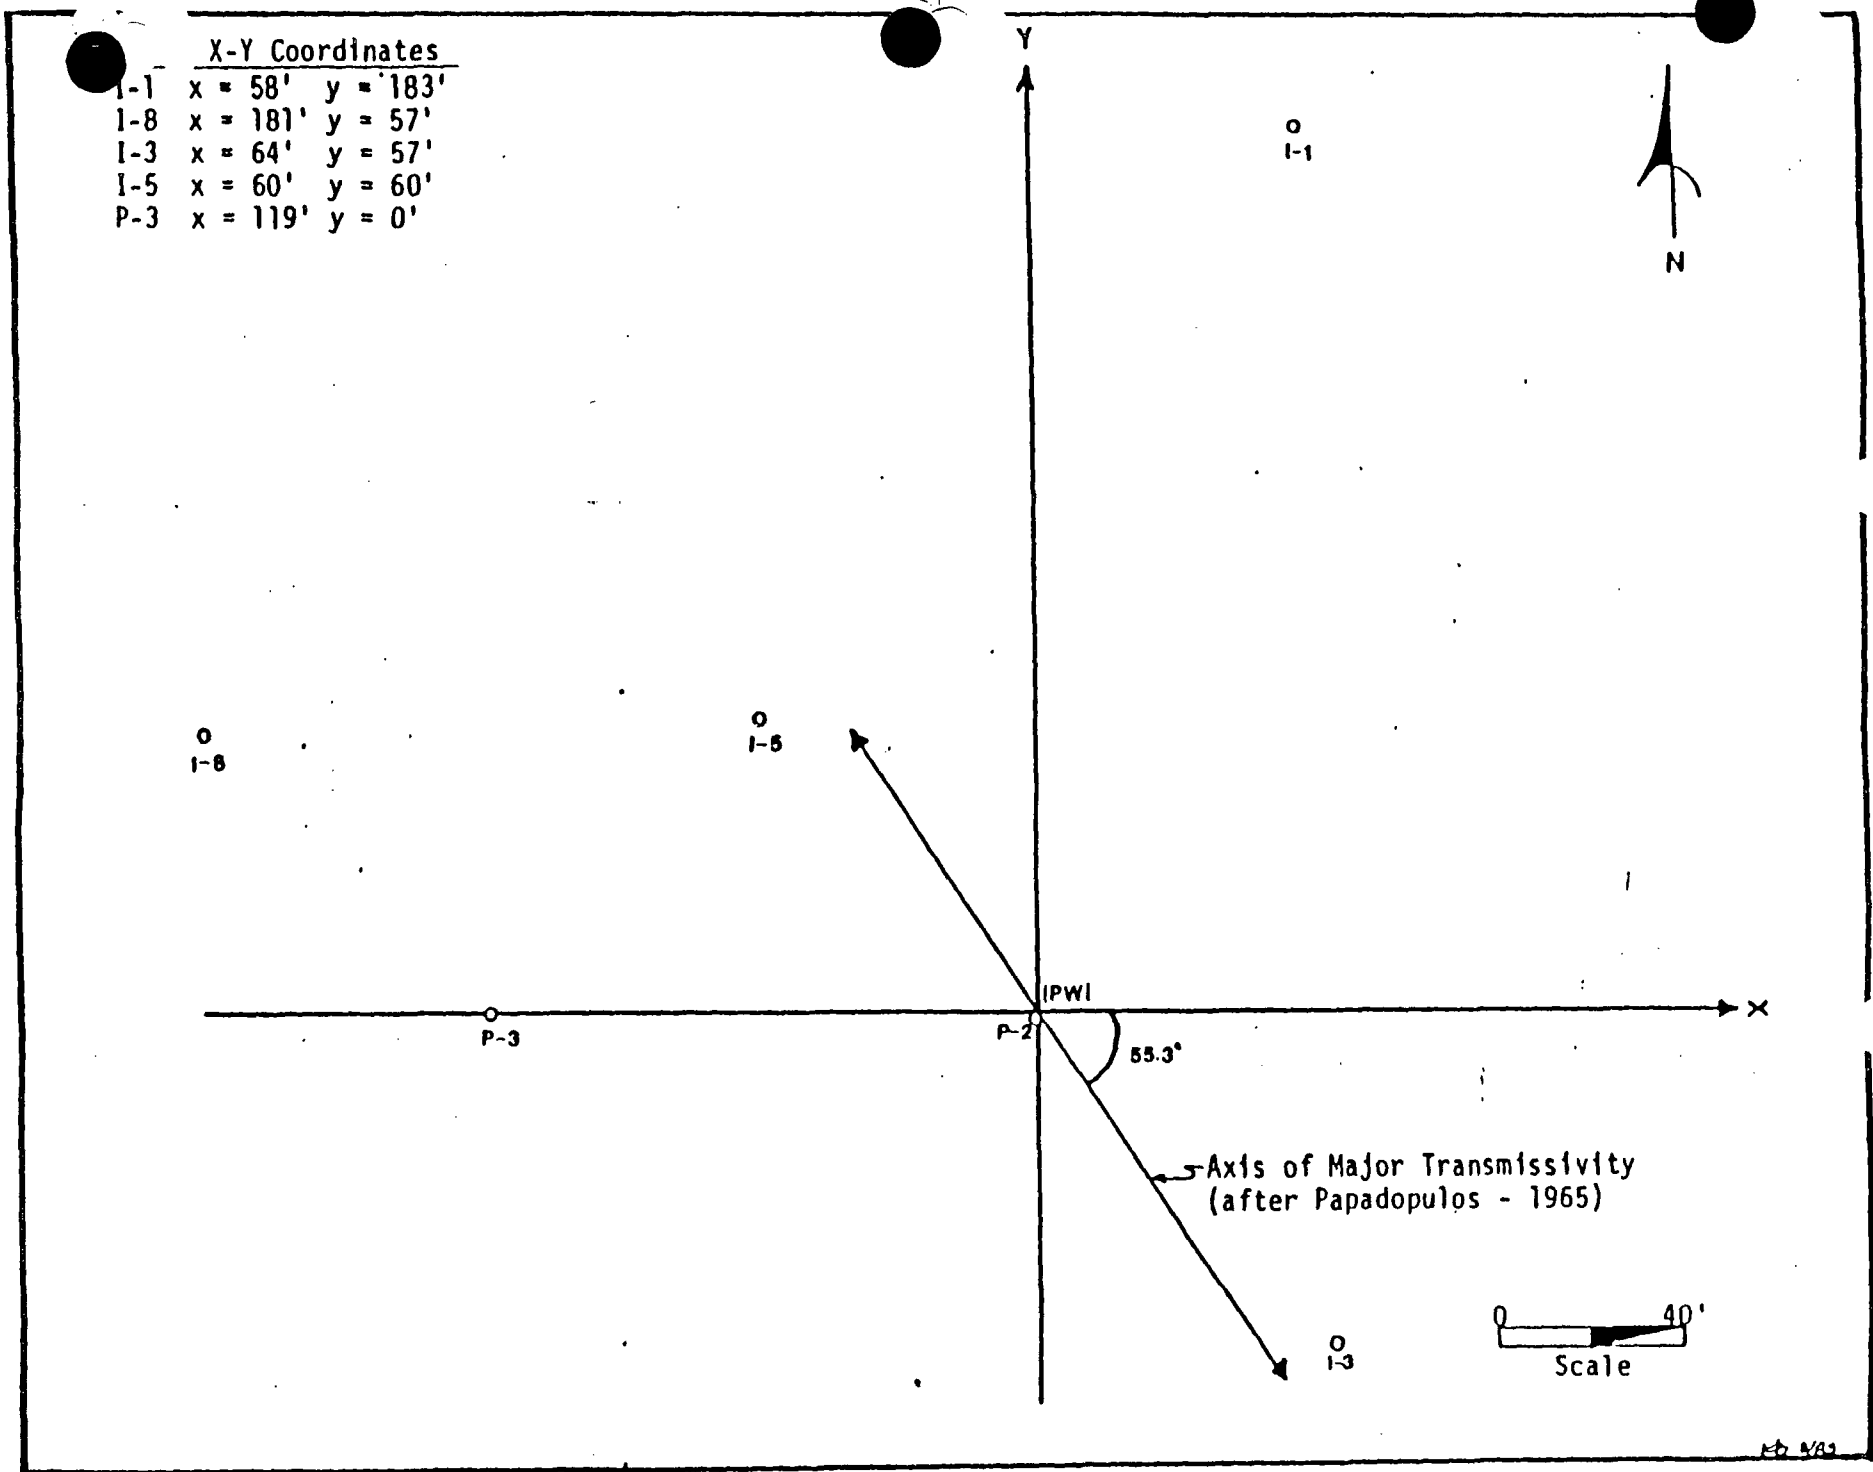 X-Y Coordinates
I-1 x = 58' y = 183'
I-8 x = 181' y = 57'
I-3 x = 64' y = 57'
I-5 x = 60' y = 60'
P-3 x = 119' y = 0'
Y
I-1
N
I-8
I-5
IPWI
X
P-3
P-2
55.3°
Axis of Major Transmissivity
(after Papadopulos - 1965)
I-3
0 40'
Scale